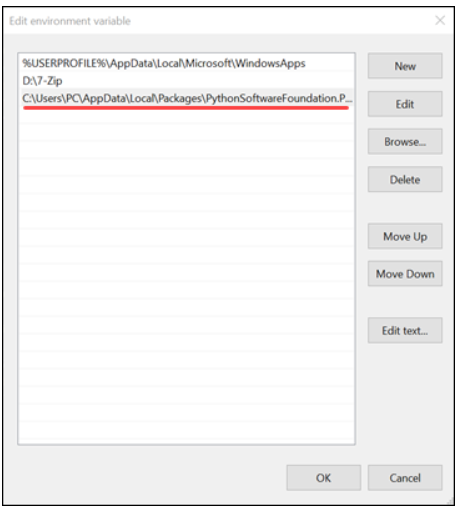 Edit environment variable
%USERPROFILE%\AppData\Local\Microsoft\WindowsApps
D:\7-Zip
C:\Users\PC\AppData\Local\Packages\PythonSoftwareFoundation.P...
New
Edit
Browse...
Delete
Move Up
Move Down
Edit text...
OK
Cancel